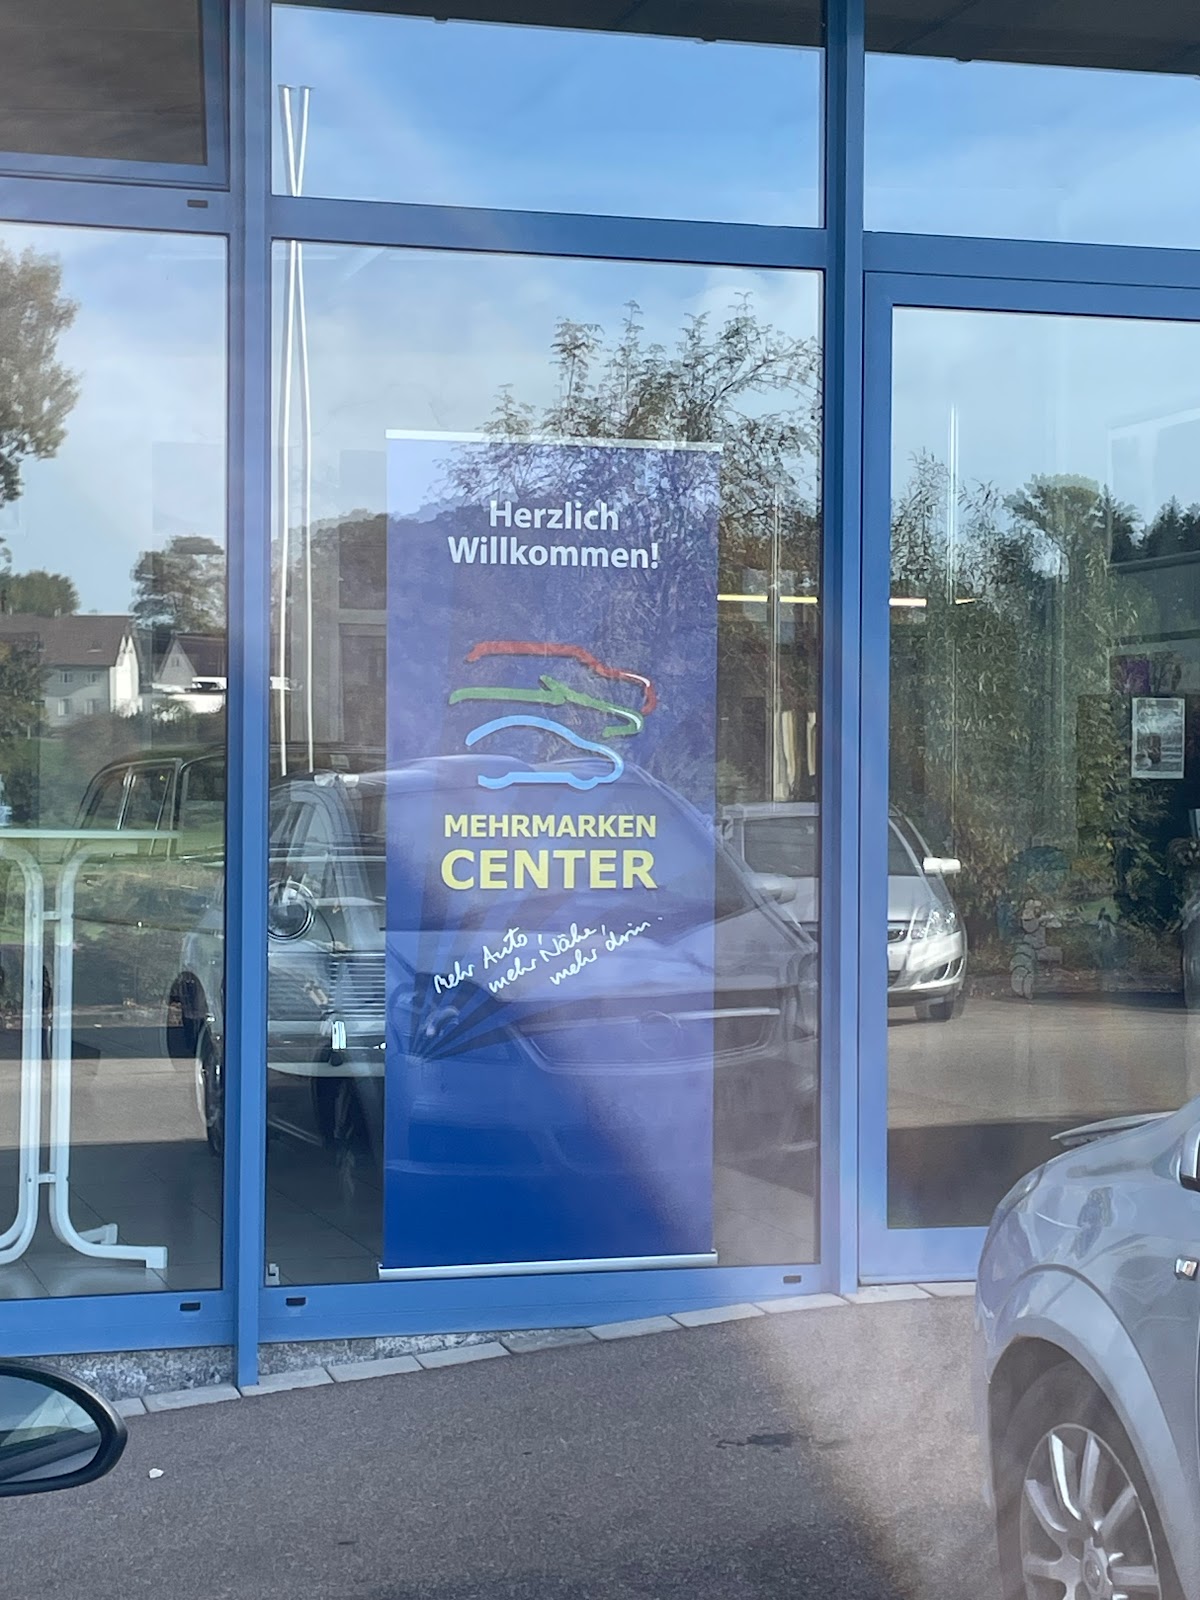 Herzlich
Willkommen!
MEHRMARKEN
CENTER
Mehr Auto,
mehr Nähe,
mehr drin.